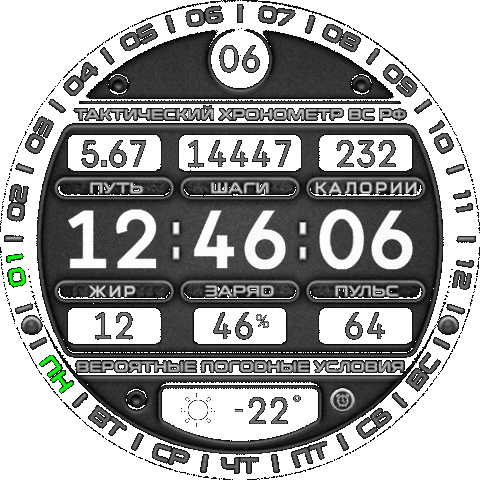 01 | 02 | 03 | 04 | 05 | 06 | 07 | 08 | 09 | 10 | 11 | 12
06
ТАКТИЧЕСКИЙ ХРОНОМЕТР ВС РФ
5.67 14447 232
ПУТЬ ШАГИ КАЛОРИИ
12:46:06
ЖИР ЗАРЯД ПУЛЬС
12 46% 64
ВЕРОЯТНЫЕ ПОГОДНЫЕ УСЛОВИЯ
-22°
ПН | ВТ | СР | ЧТ | ПТ | СБ | ВС